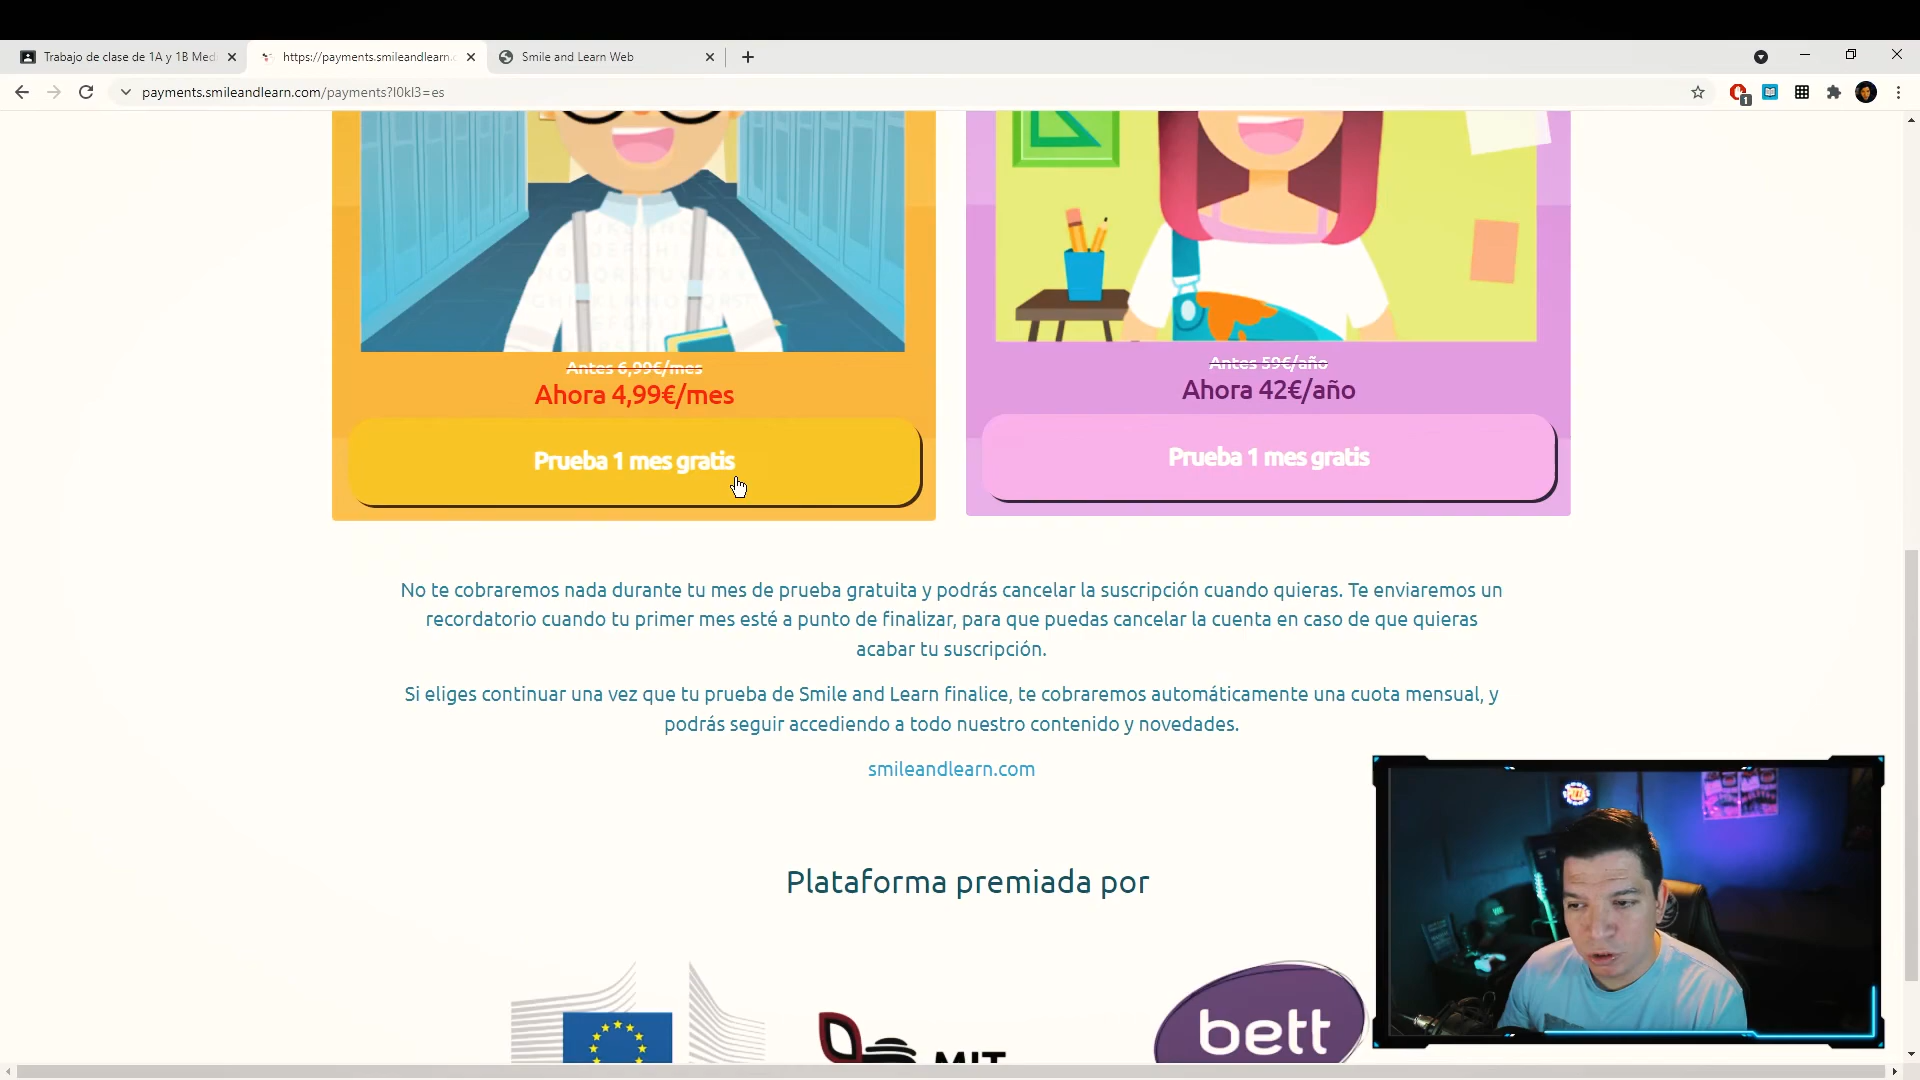 Trabajo de clase de 1A y 1B Med
https://payments.smileandlearn.c
Smile and Learn Web
payments.smileandlearn.com/payments?l0kl3=es
1
Antes 6,99€/mes
Ahora 4,99€/mes
Prueba 1 mes gratis
Antes 59€/año
Ahora 42€/año
Prueba 1 mes gratis
No te cobraremos nada durante tu mes de prueba gratuita y podrás cancelar la suscripción cuando quieras. Te enviaremos un
recordatorio cuando tu primer mes esté a punto de finalizar, para que puedas cancelar la cuenta en caso de que quieras
acabar tu suscripción.
Si eliges continuar una vez que tu prueba de Smile and Learn finalice, te cobraremos automáticamente una cuota mensual, y
podrás seguir accediendo a todo nuestro contenido y novedades.
smileandlearn.com
Plataforma premiada por
MIT
bett